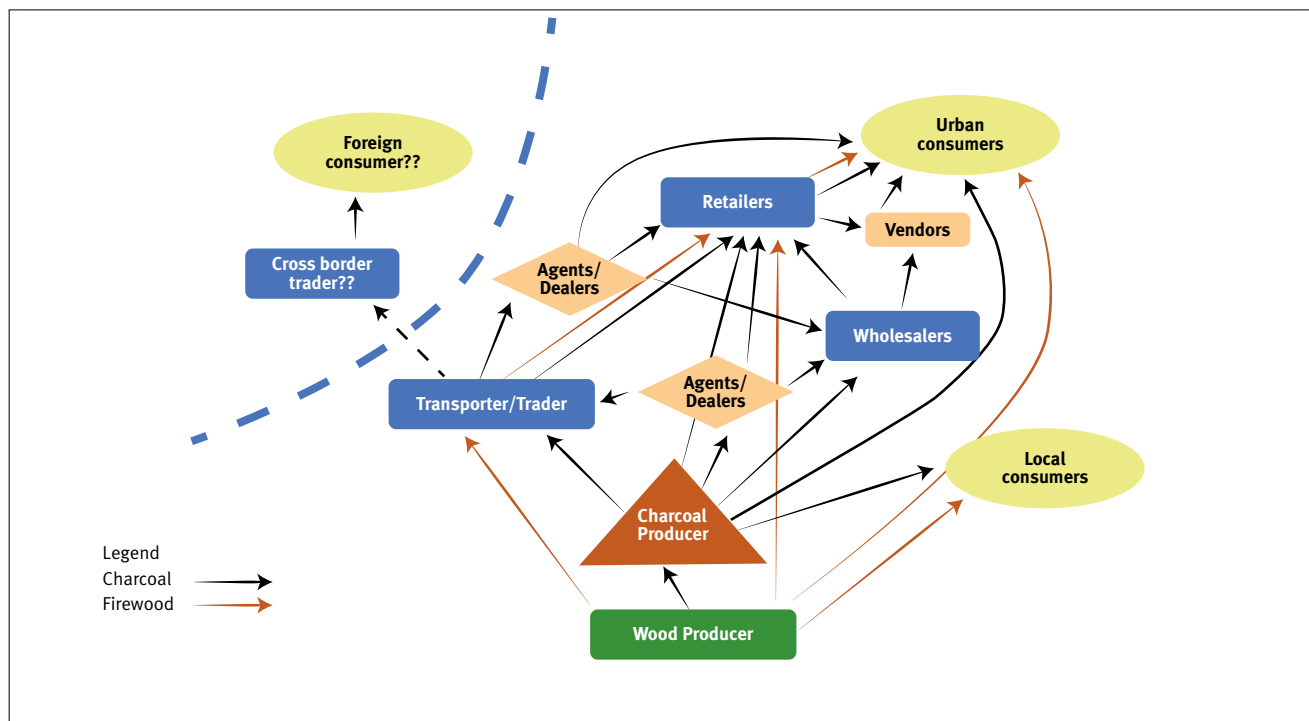 Urban
consumers
Foreign
consumer??
Retailers
Vendors
Cross border
trader??
Agents/
Dealers
Wholesalers
Agents/
Dealers
Transporter/Trader
Local
consumers
Charcoal
Producer
Legend
Charcoal
Firewood
Wood Producer